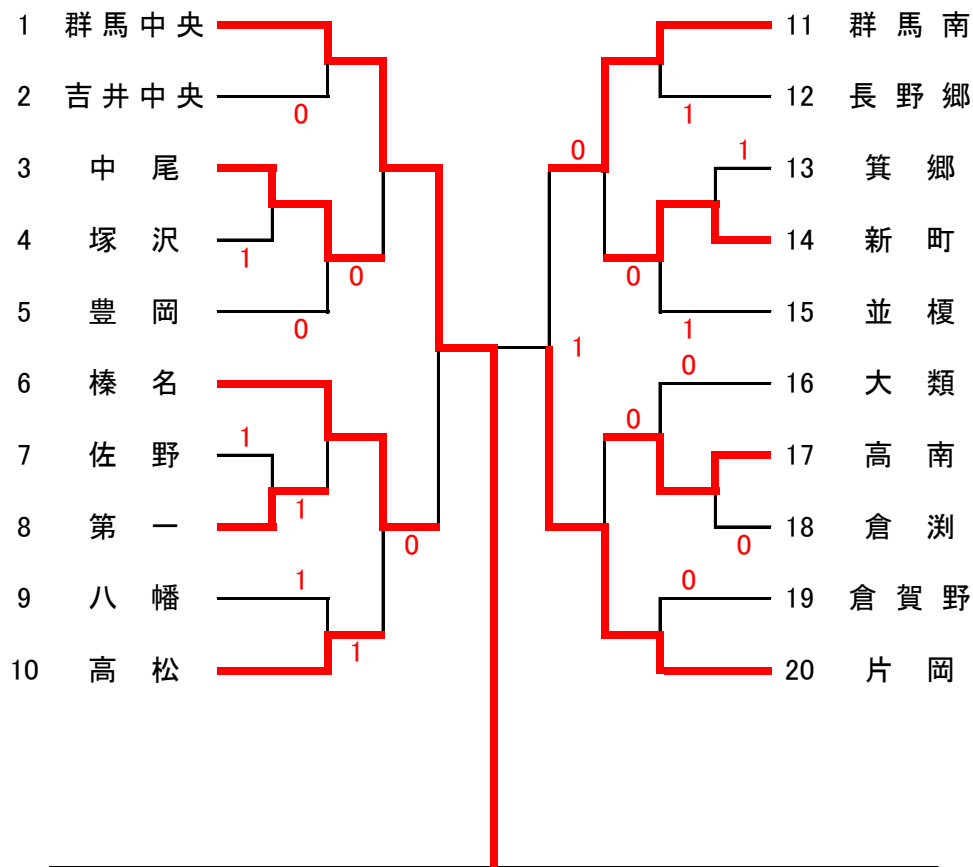 1 群馬中央
2 吉井中央
0
3 中尾
4 塚沢
1
0
5 豊岡
0
6 榛名
1
7 佐野
1
8 第一
0
1
9 八幡
1
10 高松
11 群馬南
12 長野郷
1
0
1
13 箕郷
14 新町
0
15 並榎
1
1
0
16 大類
0
17 高南
18 倉渕
0
0
19 倉賀野
20 片岡